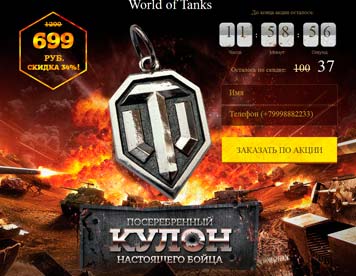 World of Tanks
1200
699
РУБ.
СКИДКА 39%!
До конца акции осталось:
11 58 56
Часов Минут Секунд
Осталось по скидке: 100 37
Имя
Телефон (+79998882233)
ЗАКАЗАТЬ ПО АКЦИИ
ПОСЕРЕБРЕННЫЙ
КУЛОН
НАСТОЯЩЕГО БОЙЦА